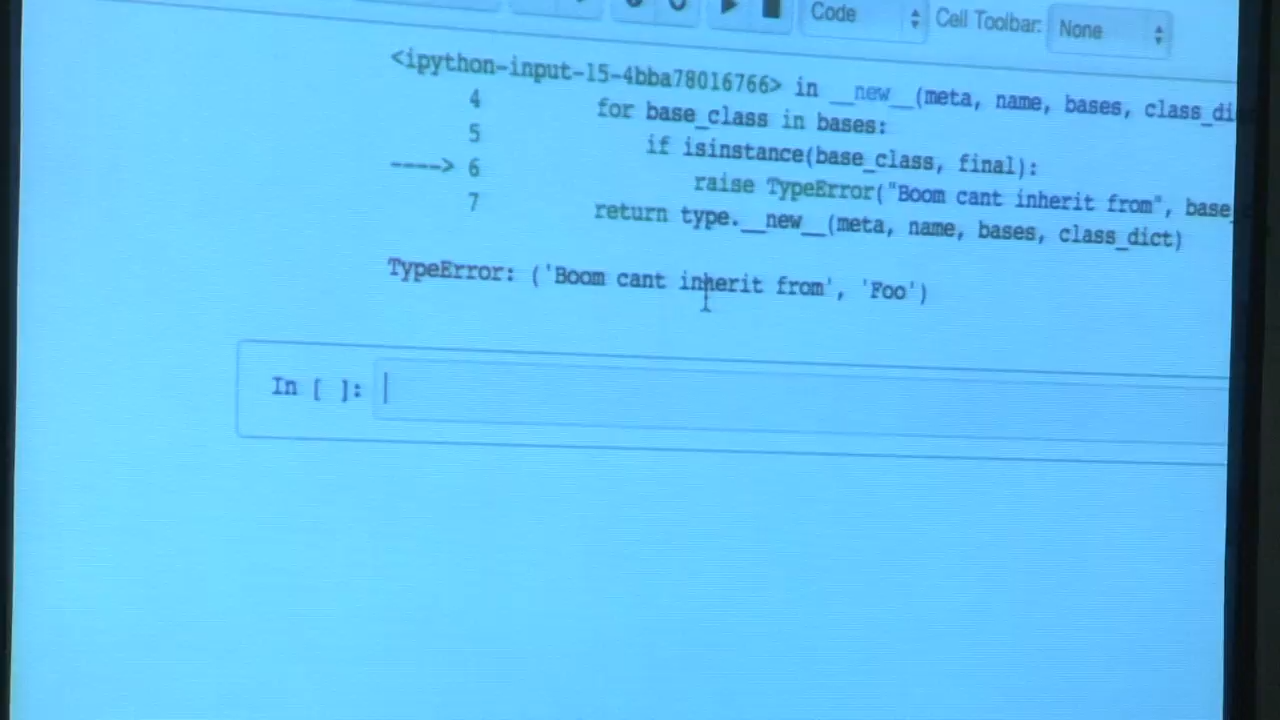 Code Cell Toolbar: None
<ipython-input-15-4bba78016766> in __new__(meta, name, bases, class_di
4 for base_class in bases:
5 if isinstance(base_class, final):
----> 6 raise TypeError("Boom cant inherit from", base_
7 return type.__new__(meta, name, bases, class_dict)
TypeError: ('Boom cant inherit from', 'Foo')
In [ ]: